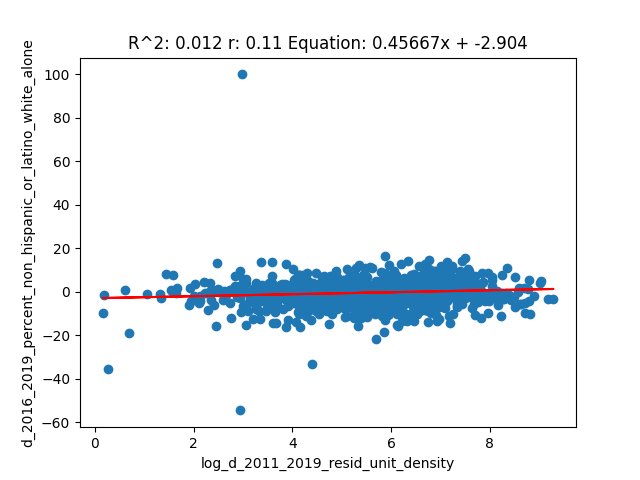 R^2: 0.012 r: 0.11 Equation: 0.45667x + -2.904
d_2016_2019_percent_non_hispanic_or_latino_white_alone
100
80
60
40
20
0
−20
−40
−60
0 2 4 6 8
log_d_2011_2019_resid_unit_density